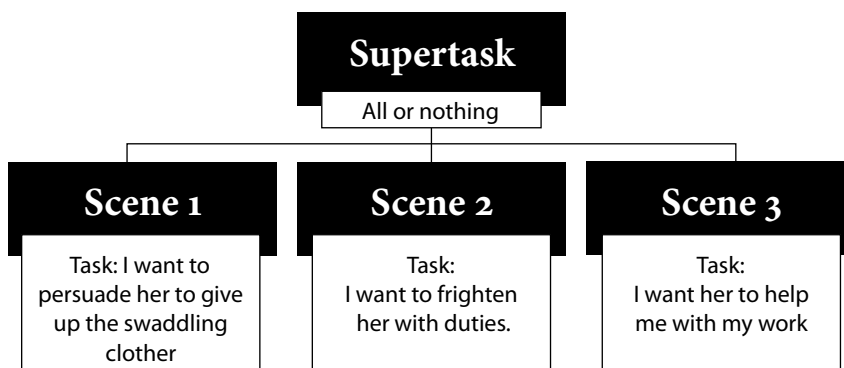 Supertask
All or nothing
Scene 1
Task: I want to
persuade her to give
up the swaddling
clother
Scene 2
Task:
I want to frighten
her with duties.
Scene 3
Task:
I want her to help
me with my work